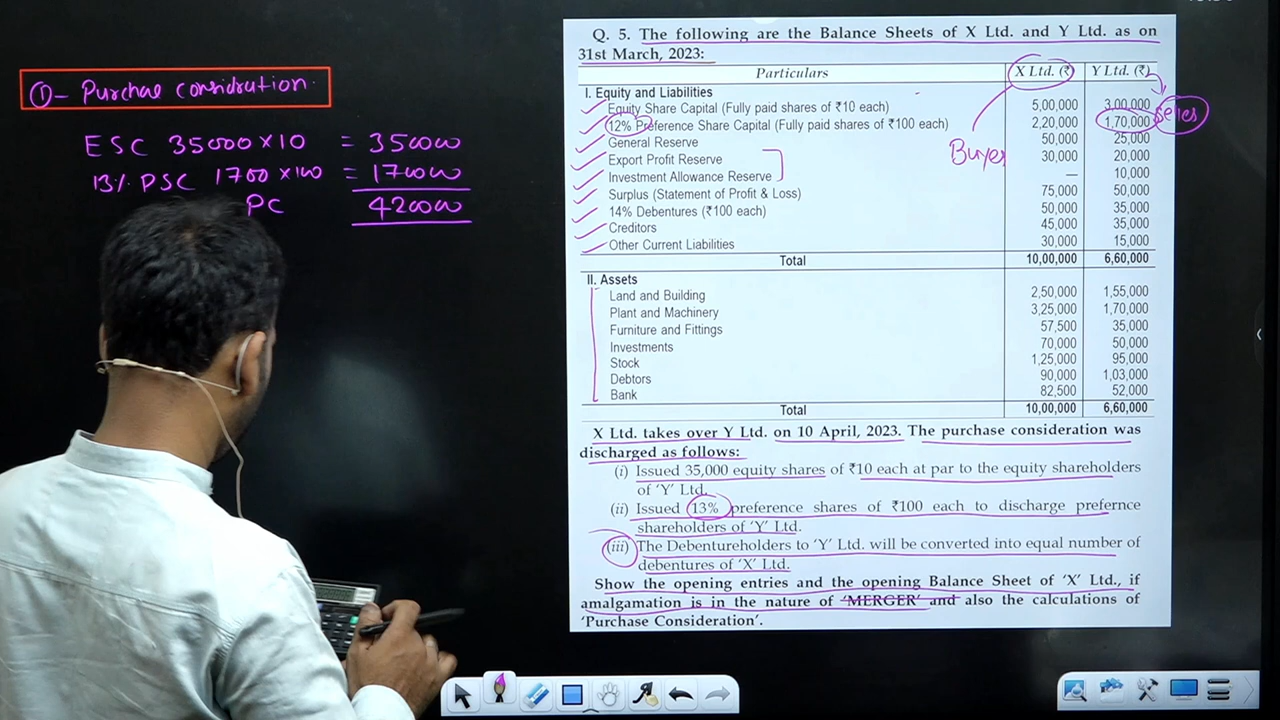 ①- Purchase consideration.
ESC 35000×10 = 350000
13% PSC 1700×100 = 170000
PC 420000
Q. 5. The following are the Balance Sheets of X Ltd. and Y Ltd. as on
31st March, 2023:
Particulars X Ltd. (₹) Y Ltd. (₹)
I. Equity and Liabilities
Equity Share Capital (Fully paid shares of ₹10 each) 5,00,000 3,00,000
12% Preference Share Capital (Fully paid shares of ₹100 each) 2,20,000 1,70,000
General Reserve 50,000 25,000
Export Profit Reserve 30,000 20,000
Investment Allowance Reserve — 10,000
Surplus (Statement of Profit & Loss) 75,000 50,000
14% Debentures (₹100 each) 50,000 35,000
Creditors 45,000 35,000
Other Current Liabilities 30,000 15,000
Total 10,00,000 6,60,000
II. Assets
Land and Building 2,50,000 1,55,000
Plant and Machinery 3,25,000 1,70,000
Furniture and Fittings 57,500 35,000
Investments 70,000 50,000
Stock 1,25,000 95,000
Debtors 90,000 1,03,000
Bank 82,500 52,000
Total 10,00,000 6,60,000
X Ltd. takes over Y Ltd. on 10 April, 2023. The purchase consideration was
discharged as follows:
(i) Issued 35,000 equity shares of ₹10 each at par to the equity shareholders
of 'Y' Ltd.
(ii) Issued 13% preference shares of ₹100 each to discharge prefernce
shareholders of 'Y' Ltd.
(iii) The Debentureholders to 'Y' Ltd. will be converted into equal number of
debentures of 'X' Ltd.
Show the opening entries and the opening Balance Sheet of 'X' Ltd., if
amalgamation is in the nature of 'MERGER' and also the calculations of
'Purchase Consideration'.
Buyer